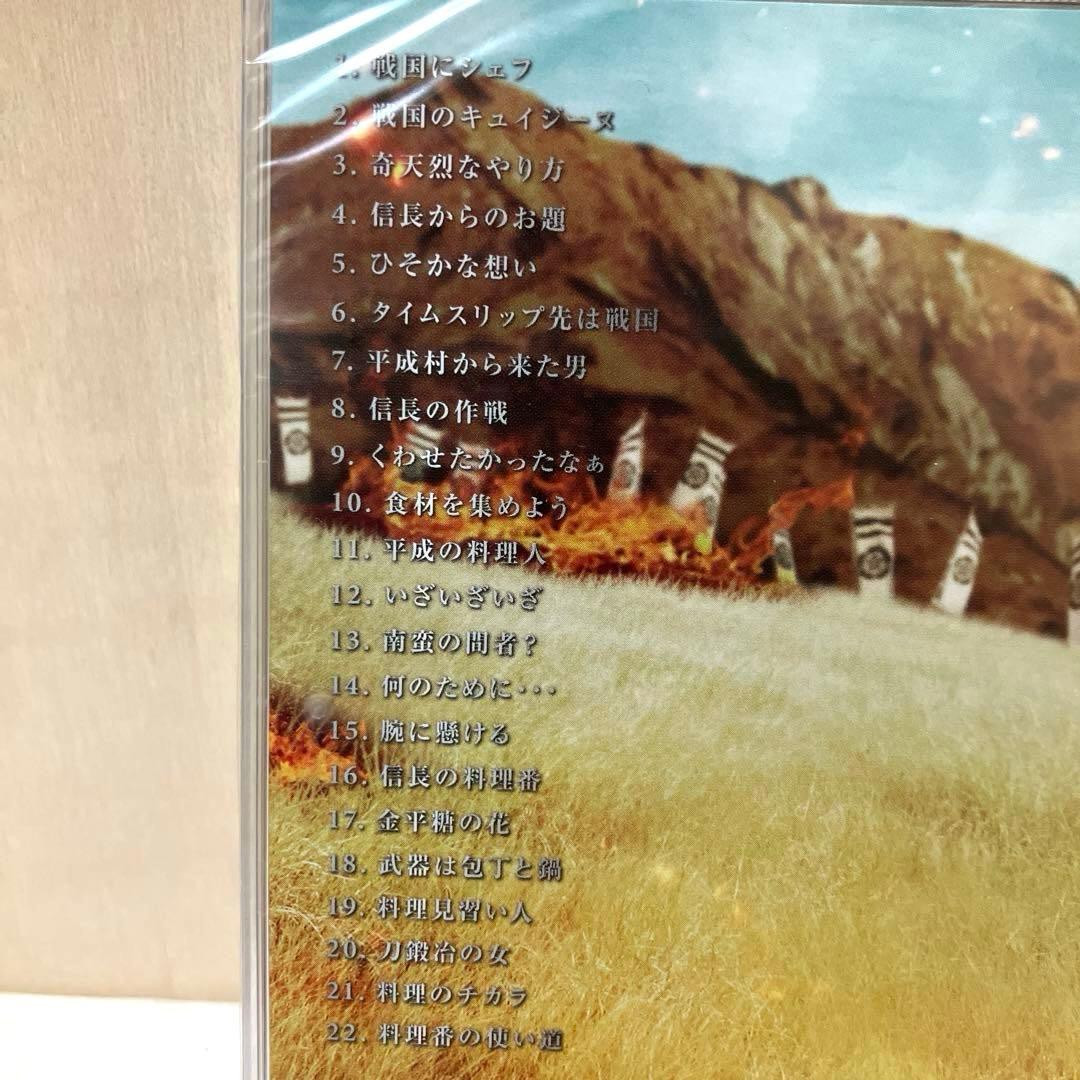 1. 戦国にシェフ
2. 戦国のキュイジーヌ
3. 奇天烈なやり方
4. 信長からのお題
5. ひそかな想い
6. タイムスリップ先は戦国
7. 平成村から来た男
8. 信長の作戦
9. くわせたかったなぁ
10. 食材を集めよう
11. 平成の料理人
12. いざいざいざ
13. 南蛮の間者?
14. 何のために･･･
15. 腕に懸ける
16. 信長の料理番
17. 金平糖の花
18. 武器は包丁と鍋
19. 料理見習い人
20. 刀鍛冶の女
21. 料理のチカラ
22. 料理番の使い道